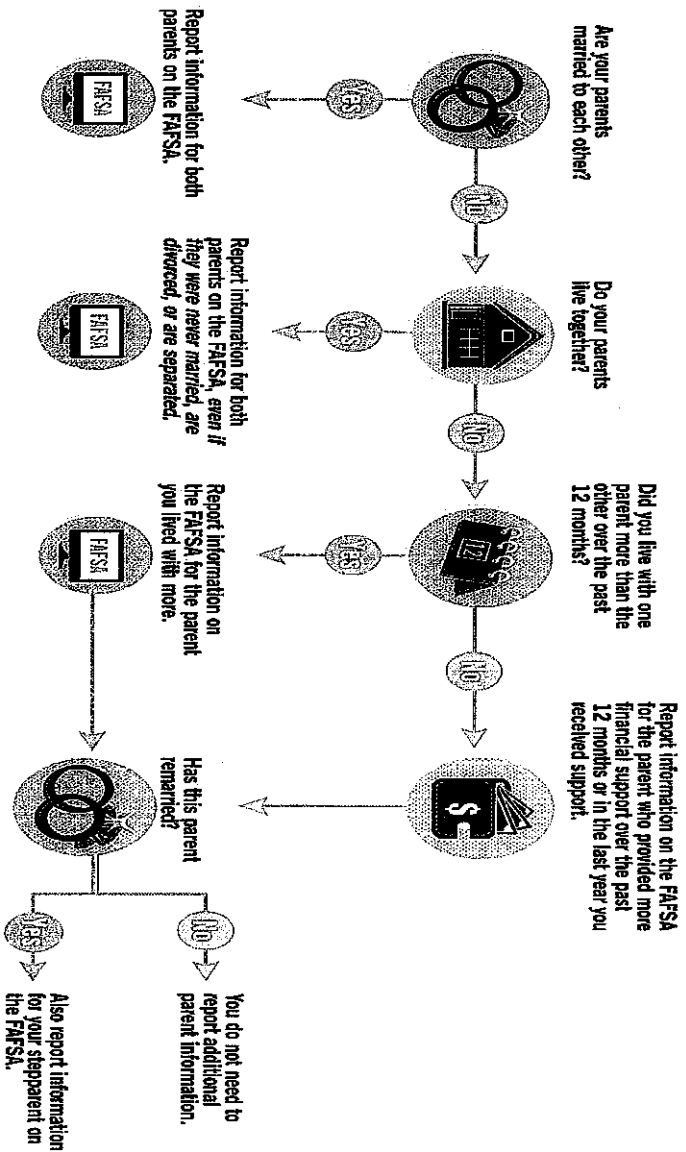 Are your parents
married to each other?
Yes
No
Report information for both
parents on the FAFSA.
FAFSA
Do your parents
live together?
Yes
No
Report information for both
parents on the FAFSA, even if
they were never married, are
divorced, or are separated.
FAFSA
Did you live with one
parent more than the
other over the past
12 months?
12
Yes
No
Report information on
the FAFSA for the parent
you lived with more.
FAFSA
Report information on the FAFSA
for the parent who provided more
financial support over the past
12 months or in the last year you
received support.
$
Has this parent
remarried?
No
You do not need to
report additional
parent information.
Yes
Also report information
for your stepparent on
the FAFSA.